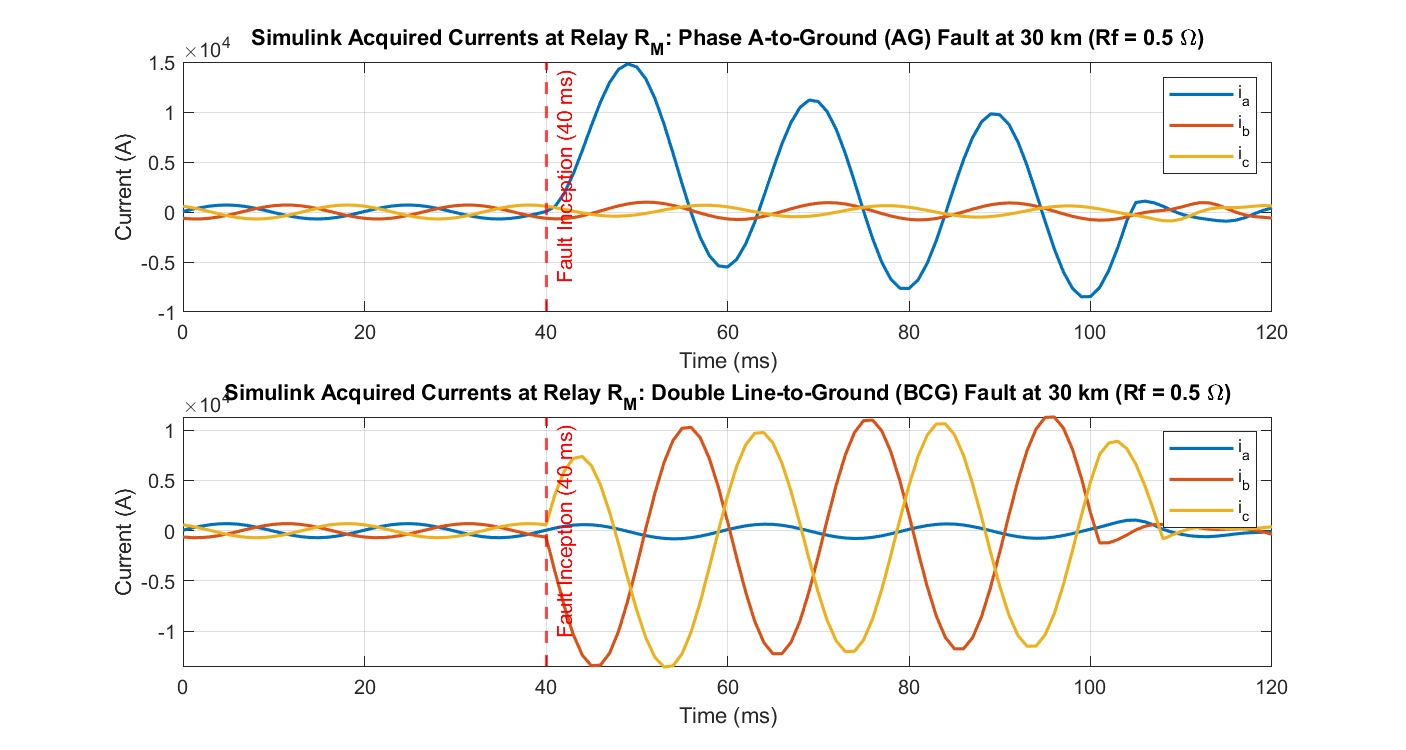 Simulink Acquired Currents at Relay R_M: Phase A-to-Ground (AG) Fault at 30 km (Rf = 0.5 Ω)
×10^4
1.5
1
0.5
0
-0.5
-1
Current (A)
Fault Inception (40 ms)
i_a
i_b
i_c
0 20 40 60 80 100 120
Time (ms)
Simulink Acquired Currents at Relay R_M: Double Line-to-Ground (BCG) Fault at 30 km (Rf = 0.5 Ω)
×10^4
1
0.5
0
-0.5
-1
Current (A)
Fault Inception (40 ms)
i_a
i_b
i_c
0 20 40 60 80 100 120
Time (ms)